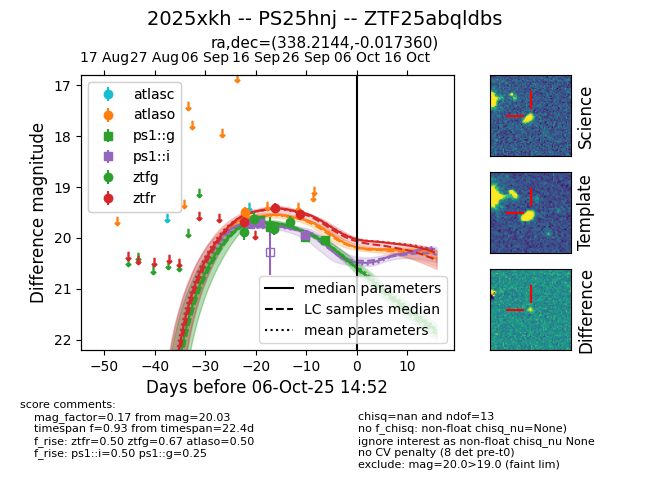 2025xkh -- PS25hnj -- ZTF25abqldbs
ra,dec=(338.2144,-0.017360)
17 Aug 27 Aug 06 Sep 16 Sep 26 Sep 06 Oct 16 Oct
17
18
19
20
21
22
Difference magnitude
atlasc
atlaso
ps1::g
ps1::i
ztfg
ztfr
median parameters
LC samples median
mean parameters
−50 −40 −30 −20 −10 0 10
Days before 06-Oct-25 14:52
Science
Template
Difference
score comments:
mag_factor=0.17 from mag=20.03
timespan f=0.93 from timespan=22.4d
f_rise: ztfr=0.50 ztfg=0.67 atlaso=0.50
f_rise: ps1::i=0.50 ps1::g=0.25
chisq=nan and ndof=13
no f_chisq: non-float chisq_nu=None)
ignore interest as non-float chisq_nu None
no CV penalty (8 det pre-t0)
exclude: mag=20.0>19.0 (faint lim)